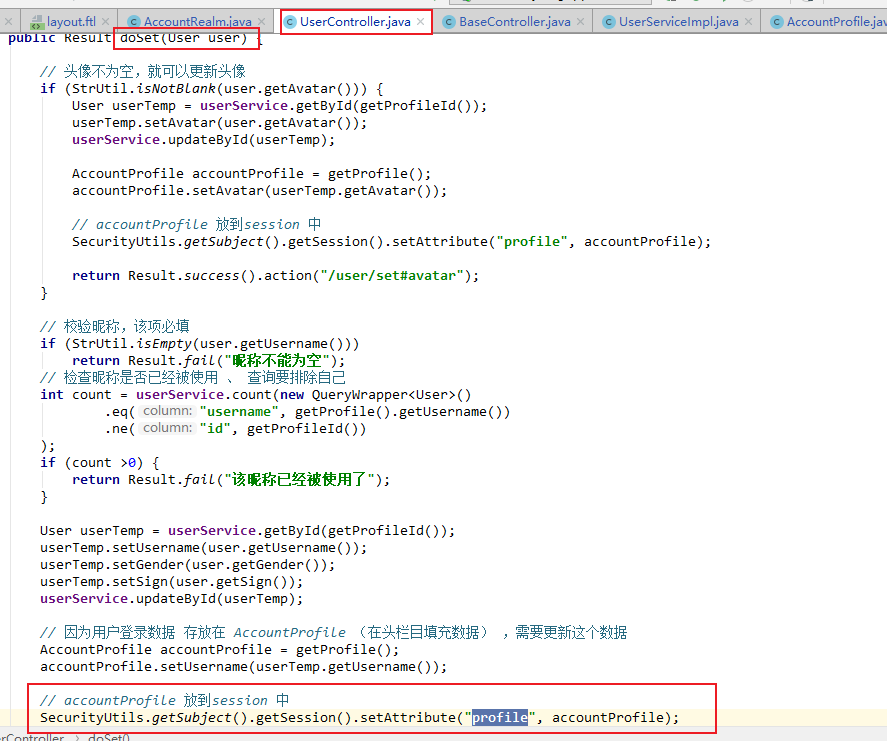 layout.ftl × AccountRealm.java × UserController.java × BaseController.java × UserServiceImpl.java × AccountProfile.jav
public Result doSet(User user) {
// 头像不为空，就可以更新头像
if (StrUtil.isNotBlank(user.getAvatar())) {
User userTemp = userService.getById(getProfileId());
userTemp.setAvatar(user.getAvatar());
userService.updateById(userTemp);
AccountProfile accountProfile = getProfile();
accountProfile.setAvatar(userTemp.getAvatar());
// accountProfile 放到session 中
SecurityUtils.getSubject().getSession().setAttribute("profile", accountProfile);
return Result.success().action("/user/set#avatar");
}
// 校验昵称，该项必填
if (StrUtil.isEmpty(user.getUsername()))
return Result.fail("昵称不能为空");
// 检查昵称是否已经被使用 、 查询要排除自己
int count = userService.count(new QueryWrapper<User>()
.eq( column: "username", getProfile().getUsername())
.ne( column: "id", getProfileId())
);
if (count >0) {
return Result.fail("该昵称已经被使用了");
}
User userTemp = userService.getById(getProfileId());
userTemp.setUsername(user.getUsername());
userTemp.setGender(user.getGender());
userTemp.setSign(user.getSign());
userService.updateById(userTemp);
// 因为用户登录数据 存放在 AccountProfile （在头栏目填充数据） ，需要更新这个数据
AccountProfile accountProfile = getProfile();
accountProfile.setUsername(userTemp.getUsername());
// accountProfile 放到session 中
SecurityUtils.getSubject().getSession().setAttribute("profile", accountProfile);
erController > doSet()